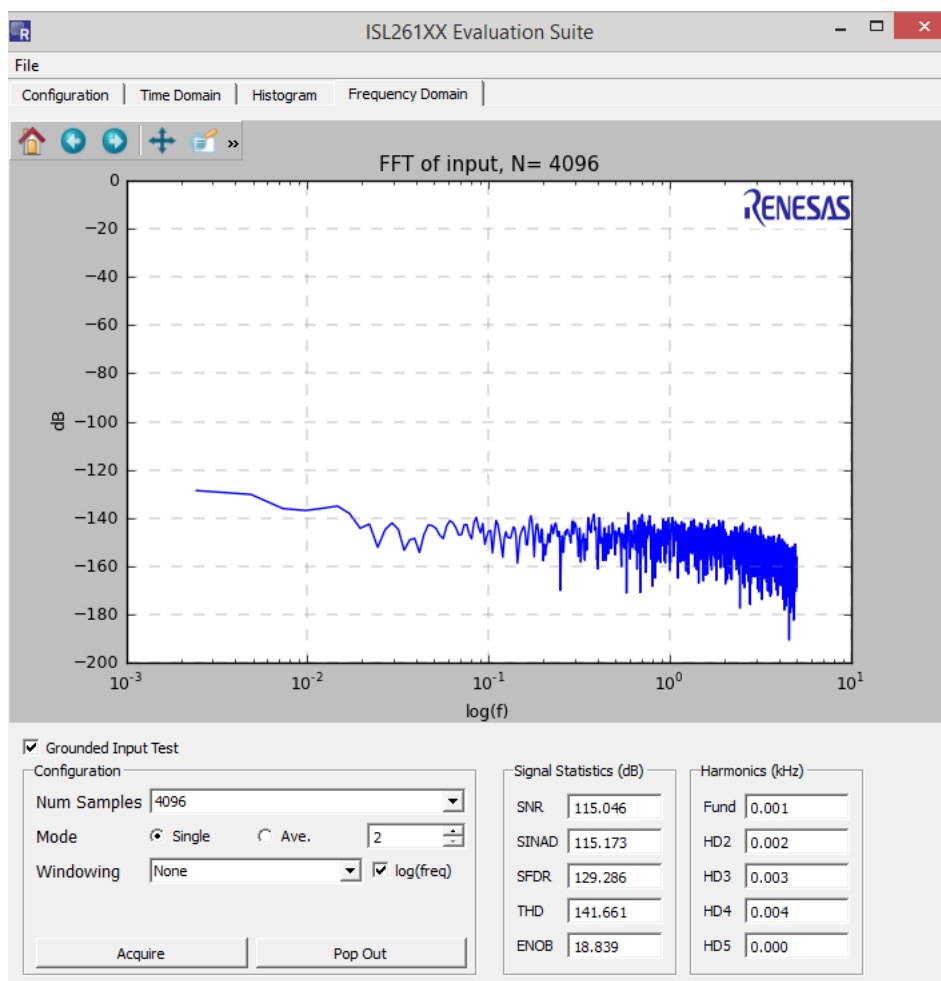 R
ISL261XX Evaluation Suite
File
Configuration Time Domain Histogram Frequency Domain
»
FFT of input, N= 4096
RENESAS
0
−20
−40
−60
−80
−100
−120
−140
−160
−180
−200
dB
10⁻³ 10⁻² 10⁻¹ 10⁰ 10¹
log(f)
Grounded Input Test
Configuration
Num Samples 4096
Mode Single Ave. 2
Windowing None log(freq)
Acquire Pop Out
Signal Statistics (dB)
SNR 115.046
SINAD 115.173
SFDR 129.286
THD 141.661
ENOB 18.839
Harmonics (kHz)
Fund 0.001
HD2 0.002
HD3 0.003
HD4 0.004
HD5 0.000